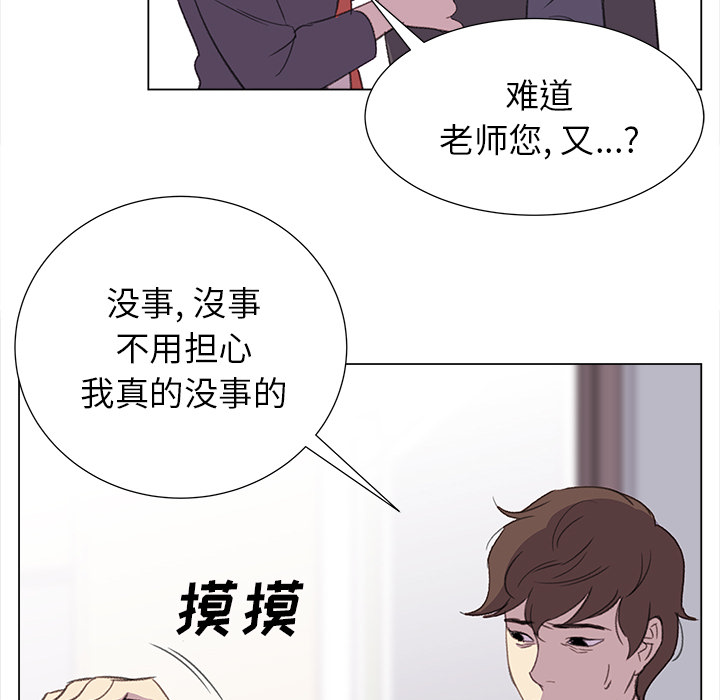 难道
老师您, 又...?
没事, 沒事
不用担心
我真的没事的
摸摸